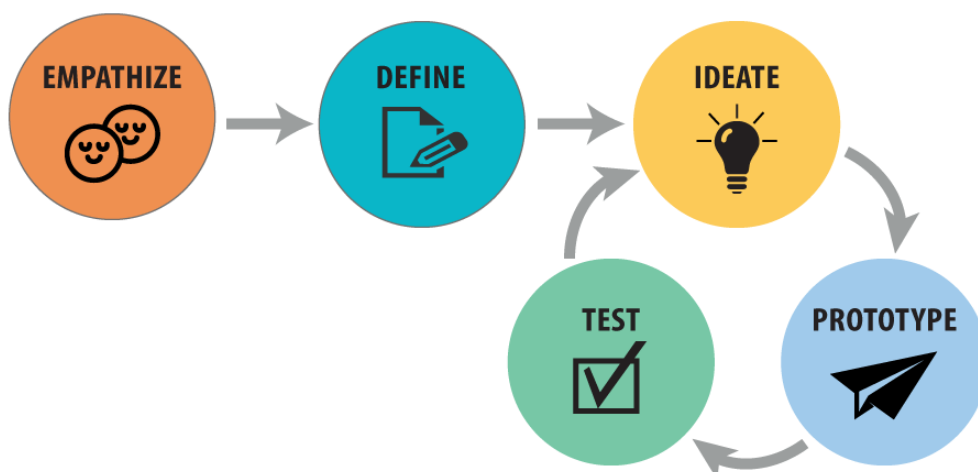 EMPATHIZE
DEFINE
IDEATE
TEST
PROTOTYPE